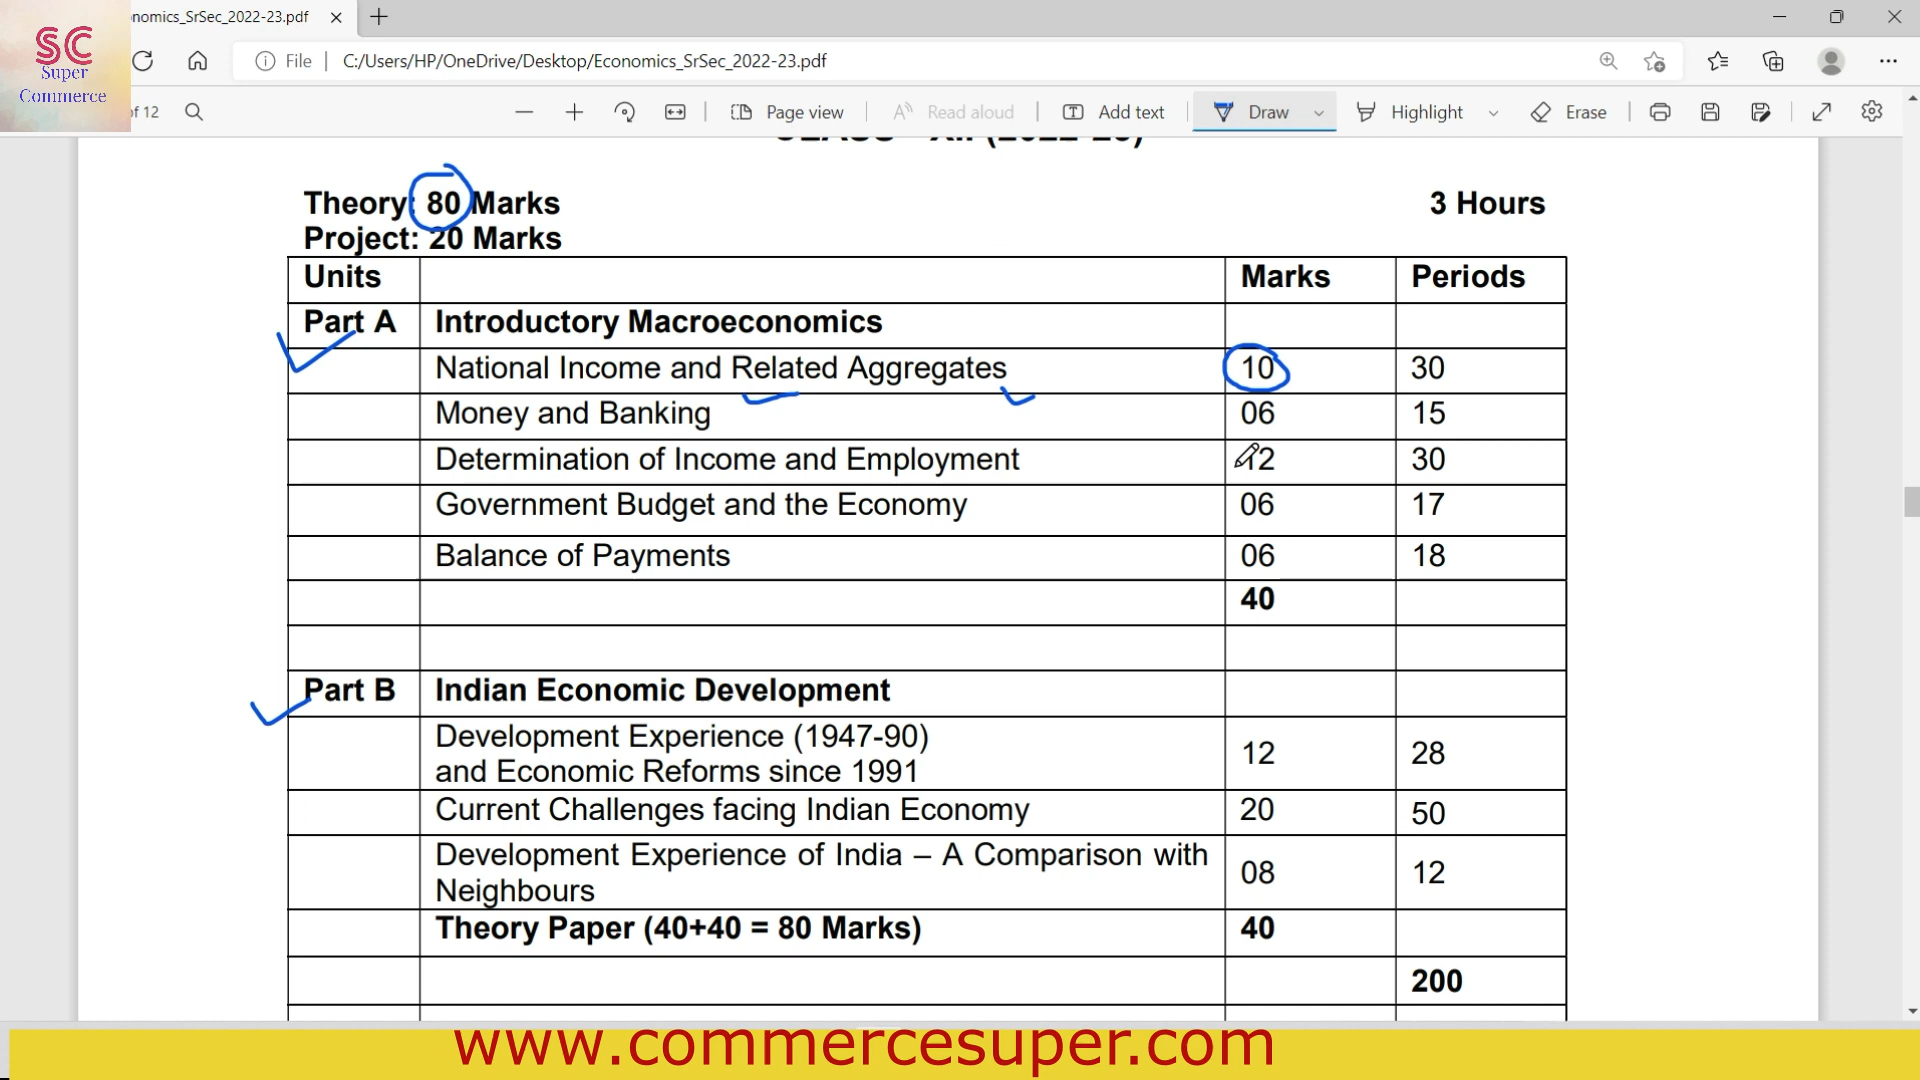 nomics_SrSec_2022-23.pdf
SC
Super
Commerce
File
C:/Users/HP/OneDrive/Desktop/Economics_SrSec_2022-23.pdf
of 12
Page view
Read aloud
Add text
Draw
Highlight
Erase
Theory: 80 Marks 3 Hours
Project: 20 Marks
Units Marks Periods
Part A Introductory Macroeconomics
National Income and Related Aggregates 10 30
Money and Banking 06 15
Determination of Income and Employment 12 30
Government Budget and the Economy 06 17
Balance of Payments 06 18
40
Part B Indian Economic Development
Development Experience (1947-90)
and Economic Reforms since 1991 12 28
Current Challenges facing Indian Economy 20 50
Development Experience of India – A Comparison with
Neighbours 08 12
Theory Paper (40+40 = 80 Marks) 40
200
www.commercesuper.com